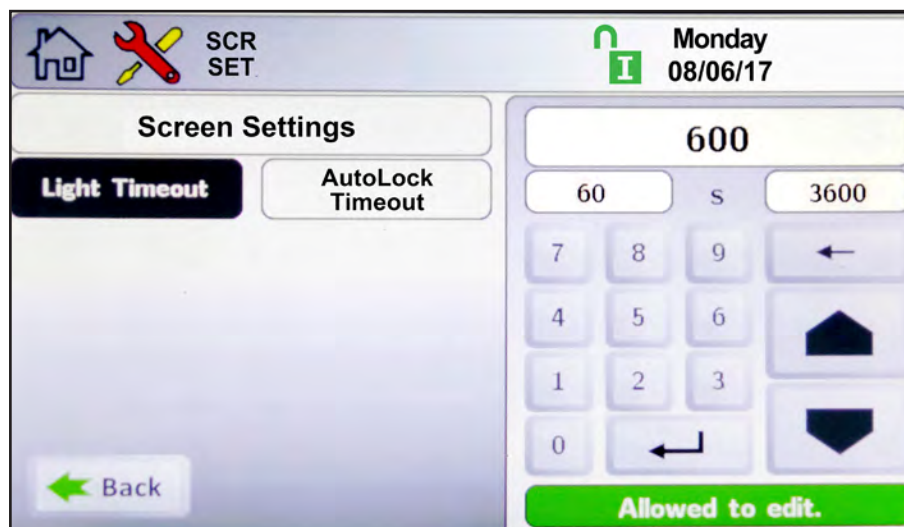 SCR
SET
I
Monday
08/06/17
Screen Settings
Light Timeout
AutoLock
Timeout
Back
600
60 s 3600
7 8 9
4 5 6
1 2 3
0
Allowed to edit.